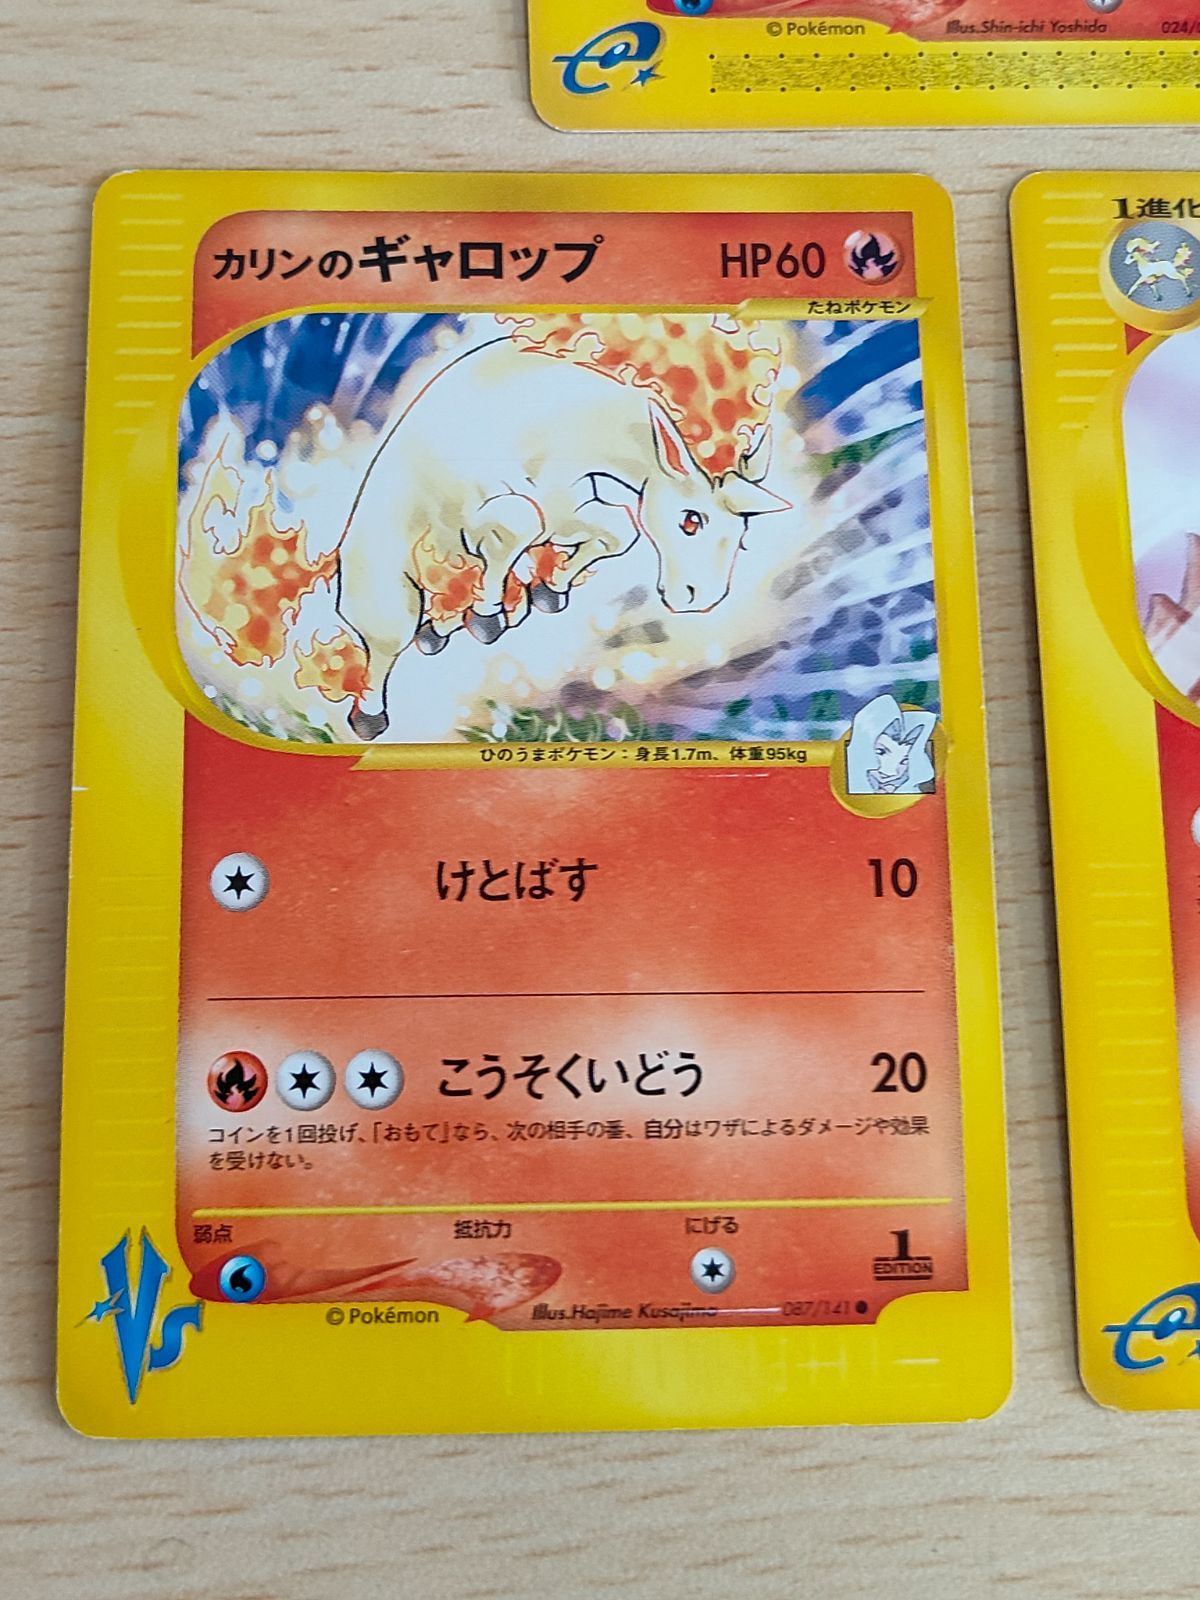 © Pokémon Illus.Shin-ichi Yoshida 024/
1進化
カリンのギャロップ HP60
たねポケモン
ひのうまポケモン：身長1.7m、体重95kg
けとばす 10
こうそくいどう 20
コインを1回投げ、「おもて」なら、次の相手の番、自分はワザによるダメージや効果
を受けない。
弱点 抵抗力 にげる
1
EDITION
© Pokémon Illus.Hajime Kusajima 087/141
VS